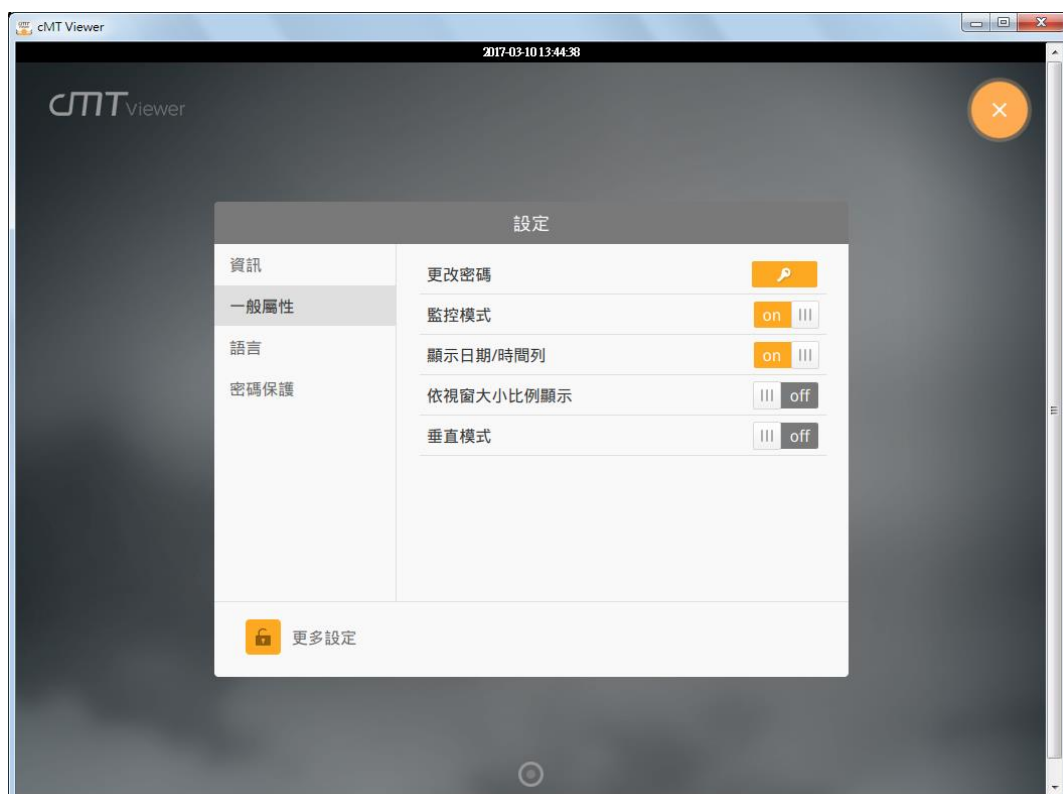 cMT Viewer
2017-03-10 13:44:38
cMT Viewer
設定
資訊
一般屬性
語言
密碼保護
更改密碼
監控模式 on
顯示日期/時間列 on
依視窗大小比例顯示 off
垂直模式 off
更多設定